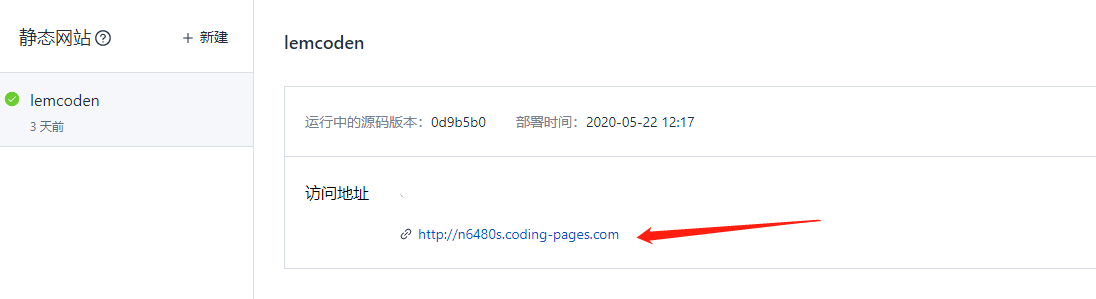 静态网站
新建
lemcoden
3 天前
lemcoden
运行中的源码版本：0d9b5b0 部署时间：2020-05-22 12:17
访问地址
http://n6480s.coding-pages.com